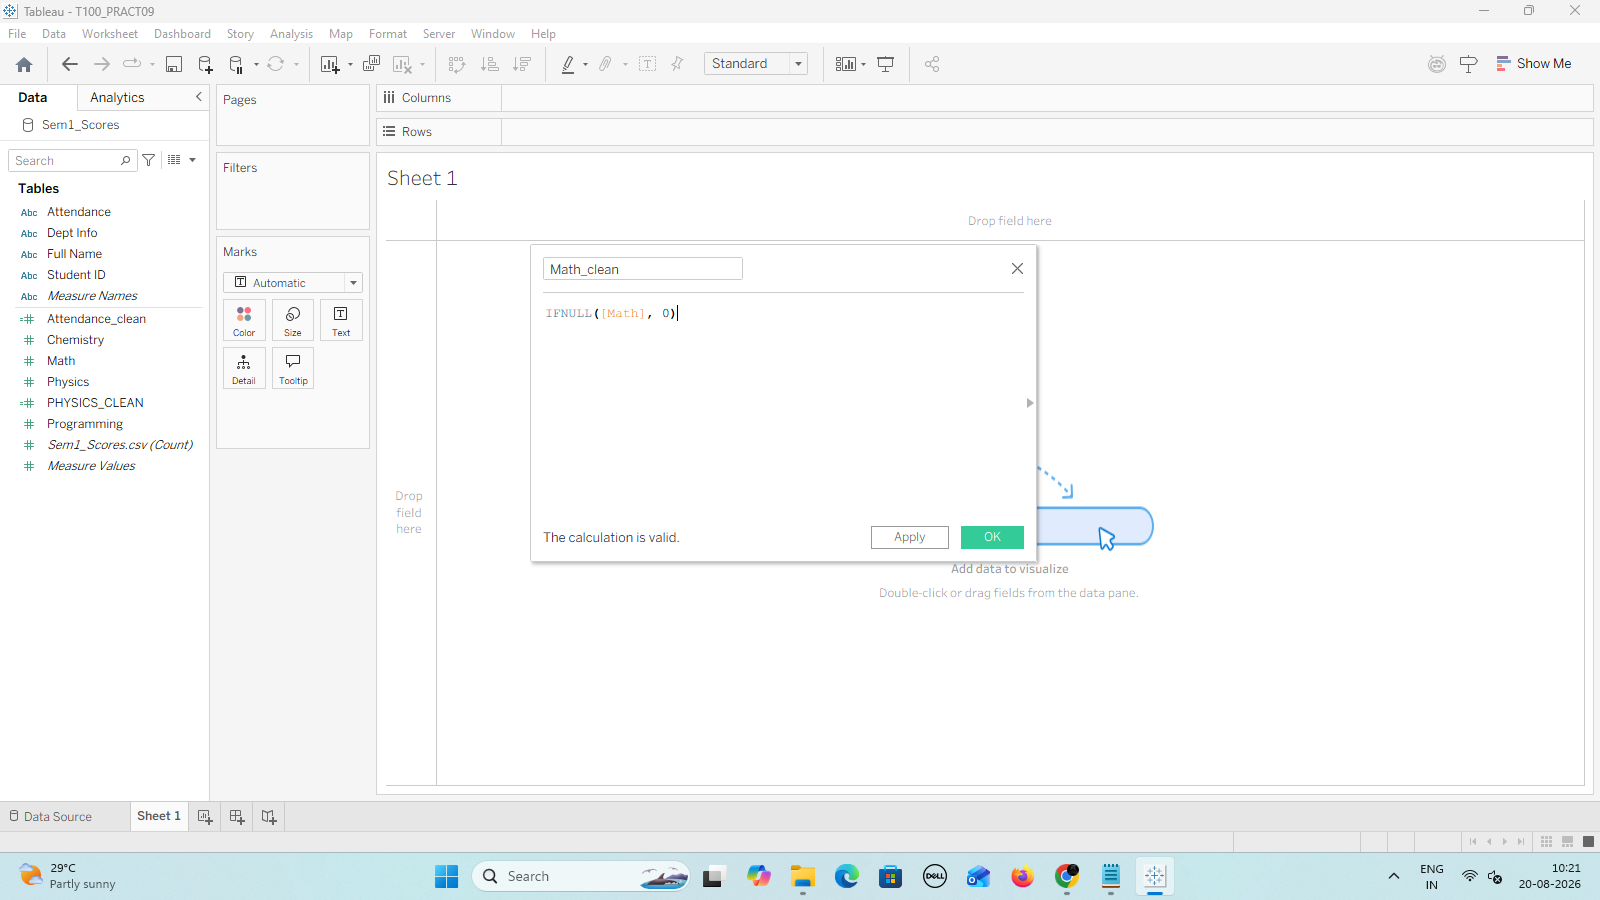 Tableau - T100_PRACT09
File Data Worksheet Dashboard Story Analysis Map Format Server Window Help
Standard
Show Me
Data Analytics
Sem1_Scores
Search
Tables
Abc Attendance
Abc Dept Info
Abc Full Name
Abc Student ID
Abc Measure Names
=# Attendance_clean
# Chemistry
# Math
# Physics
=# PHYSICS_CLEAN
# Programming
# Sem1_Scores.csv (Count)
# Measure Values
Pages
Filters
Marks
Automatic
Color Size Text
Detail Tooltip
Columns
Rows
Sheet 1
Drop field here
Drop
field
here
Math_clean
IFNULL([Math], 0)
The calculation is valid.
Apply OK
Add data to visualize
Double-click or drag fields from the data pane.
Data Source Sheet 1
29°C
Partly sunny
Search
DELL
ENG
IN
10:21
20-08-2026